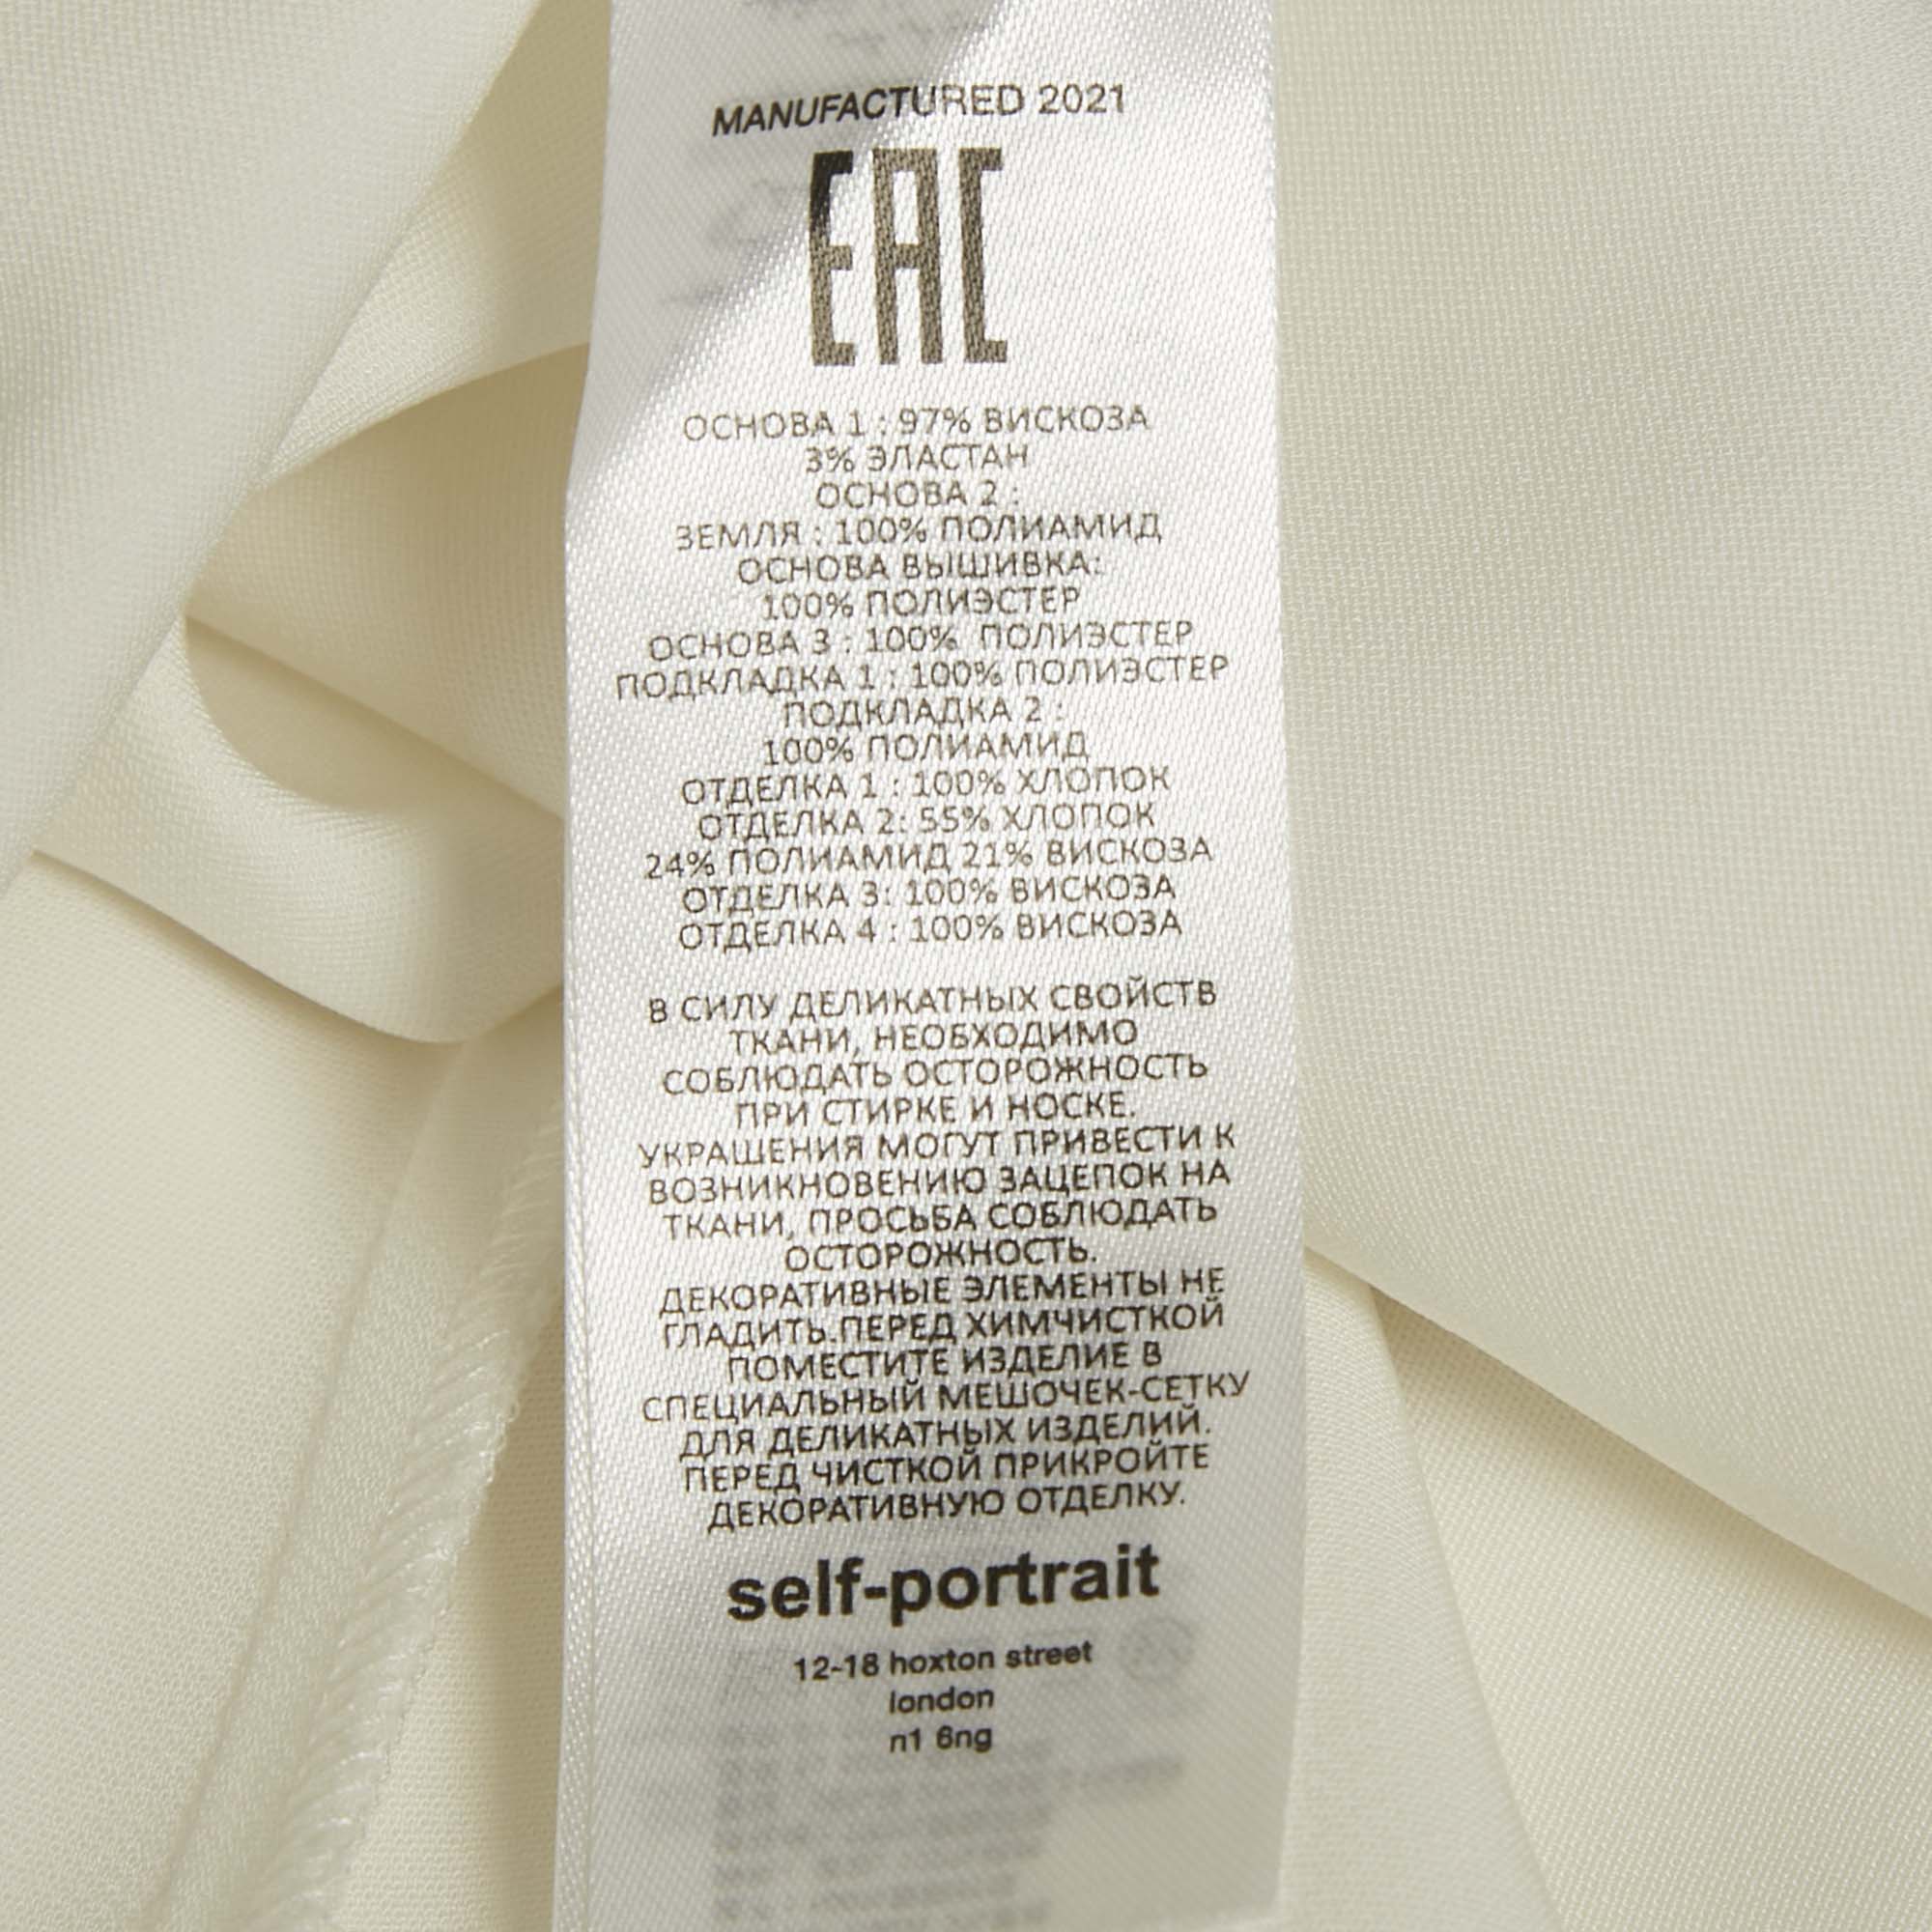 MANUFACTURED 2021
EAC
ОСНОВА 1 : 97% ВИСКОЗА
3% ЭЛАСТАН
ОСНОВА 2 :
ЗЕМЛЯ : 100% ПОЛИАМИД
ОСНОВА ВЫШИВКА:
100% ПОЛИЭСТЕР
ОСНОВА 3 : 100% ПОЛИЭСТЕР
ПОДКЛАДКА 1 : 100% ПОЛИЭСТЕР
ПОДКЛАДКА 2 :
100% ПОЛИАМИД
ОТДЕЛКА 1 : 100% ХЛОПОК
ОТДЕЛКА 2: 55% ХЛОПОК
24% ПОЛИАМИД 21% ВИСКОЗА
ОТДЕЛКА 3: 100% ВИСКОЗА
ОТДЕЛКА 4 : 100% ВИСКОЗА
В СИЛУ ДЕЛИКАТНЫХ СВОЙСТВ
ТКАНИ, НЕОБХОДИМО
СОБЛЮДАТЬ ОСТОРОЖНОСТЬ
ПРИ СТИРКЕ И НОСКЕ.
УКРАШЕНИЯ МОГУТ ПРИВЕСТИ К
ВОЗНИКНОВЕНИЮ ЗАЦЕПОК НА
ТКАНИ, ПРОСЬБА СОБЛЮДАТЬ
ОСТОРОЖНОСТЬ.
ДЕКОРАТИВНЫЕ ЭЛЕМЕНТЫ НЕ
ГЛАДИТЬ.ПЕРЕД ХИМЧИСТКОЙ
ПОМЕСТИТЕ ИЗДЕЛИЕ В
СПЕЦИАЛЬНЫЙ МЕШОЧЕК-СЕТКУ
ДЛЯ ДЕЛИКАТНЫХ ИЗДЕЛИЙ.
ПЕРЕД ЧИСТКОЙ ПРИКРОЙТЕ
ДЕКОРАТИВНУЮ ОТДЕЛКУ.
self-portrait
12-18 hoxton street
london
n1 6ng